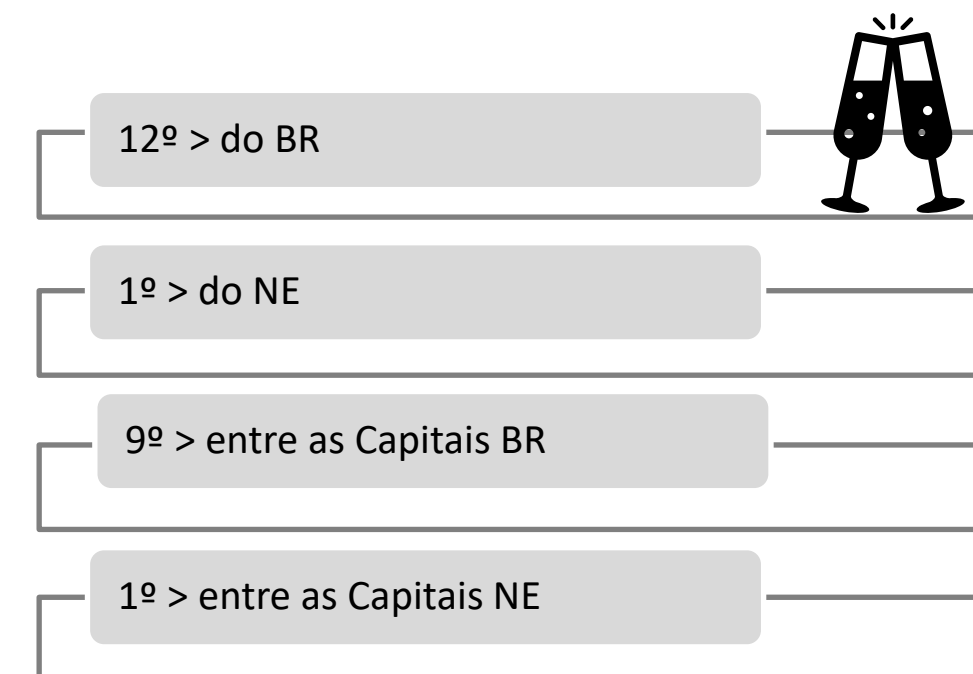 12º > do BR
1º > do NE
9º > entre as Capitais BR
1º > entre as Capitais NE